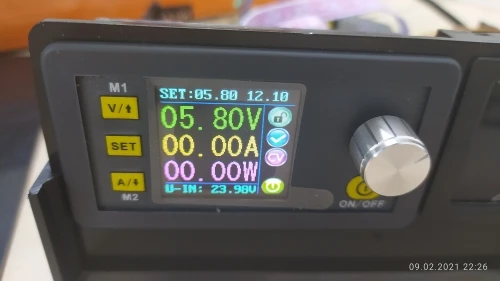 M1
V/⬆
SET
A/⬇
M2
SET:05.80 12.10
05.80V
00.00A
00.00W
U-IN: 23.98V
CV
ON/OFF
09.02.2021 22:26